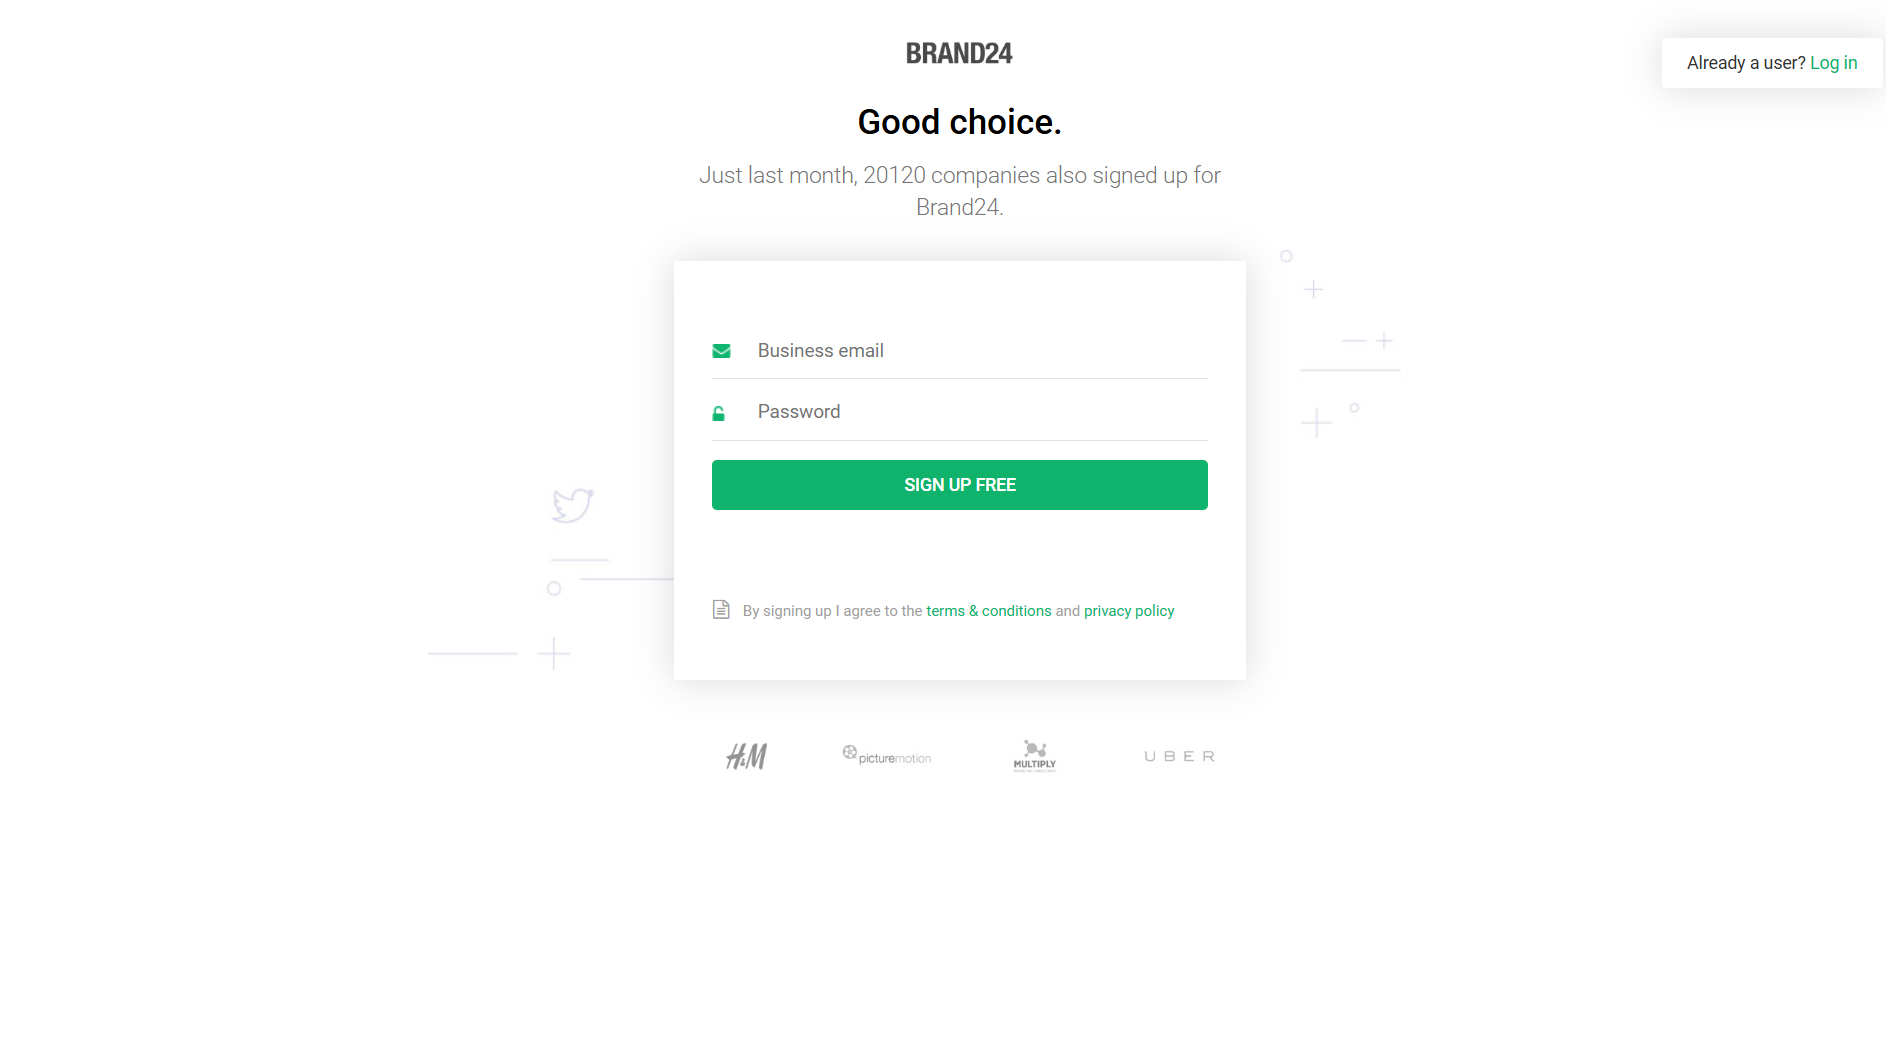 BRAND24
Already a user? Log in
Good choice.
Just last month, 20120 companies also signed up for
Brand24.
Business email
Password
SIGN UP FREE
By signing up I agree to the terms & conditions and privacy policy
H&M
picturemotion
MULTIPLY
UBER